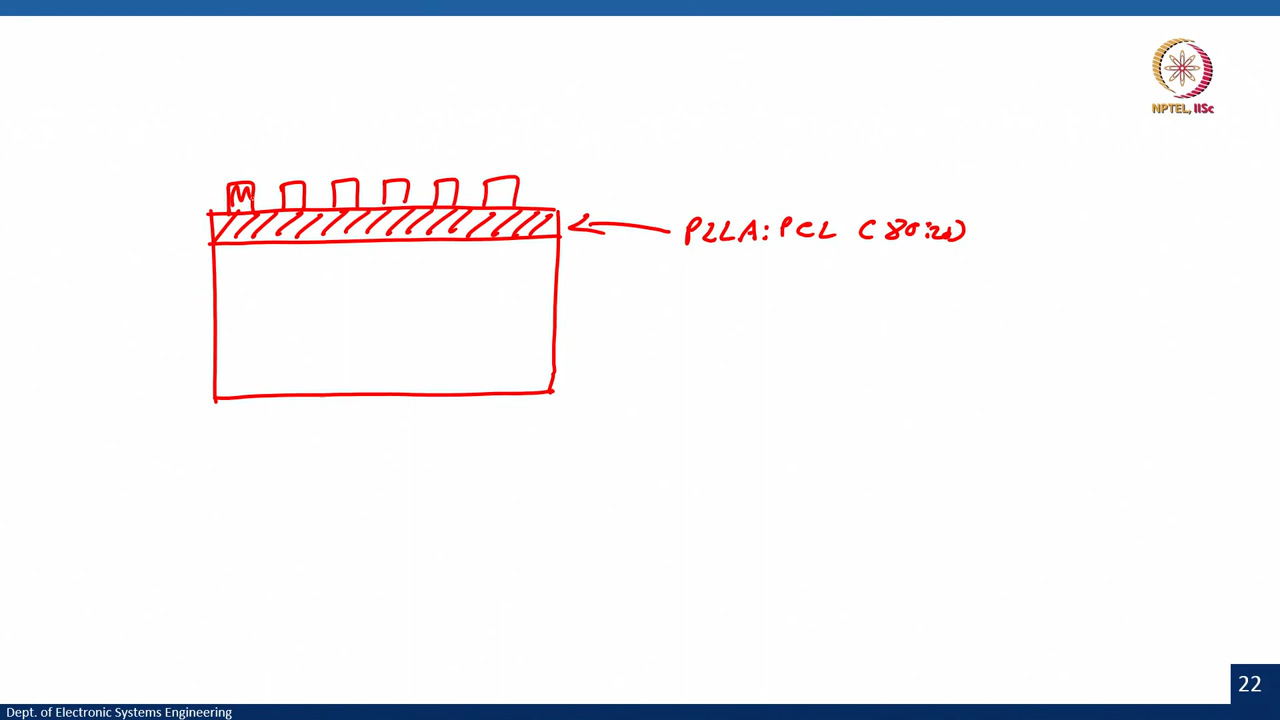 NPTEL, IISc
PLLA:PCL (80:20)
22
Dept. of Electronic Systems Engineering